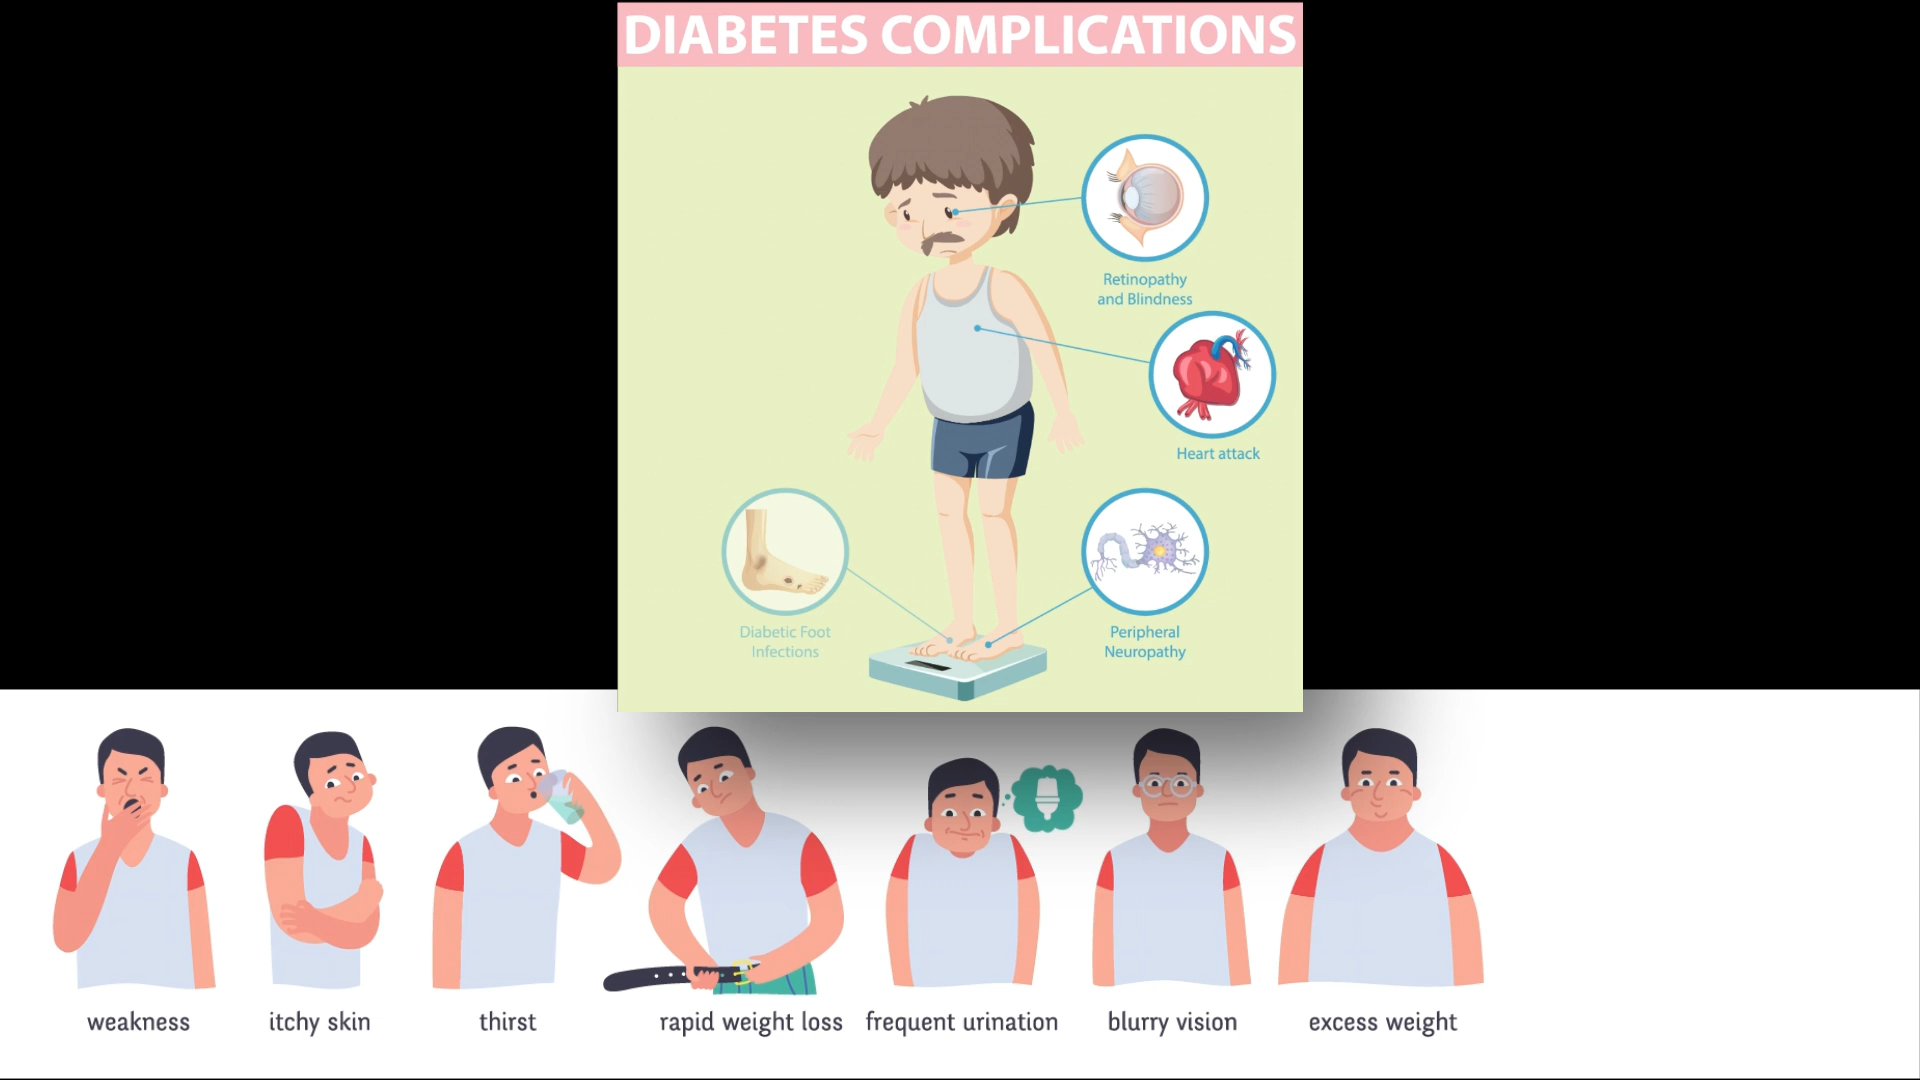 DIABETES COMPLICATIONS
Retinopathy
and Blindness
Heart attack
Diabetic Foot
Infections
Peripheral
Neuropathy
weakness
itchy skin
thirst
rapid weight loss
frequent urination
blurry vision
excess weight